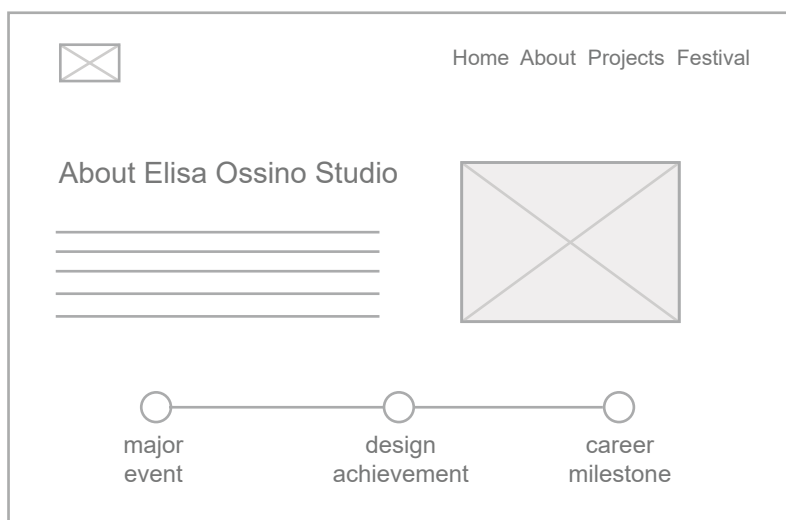 Home About Projects Festival
About Elisa Ossino Studio
major
event
design
achievement
career
milestone